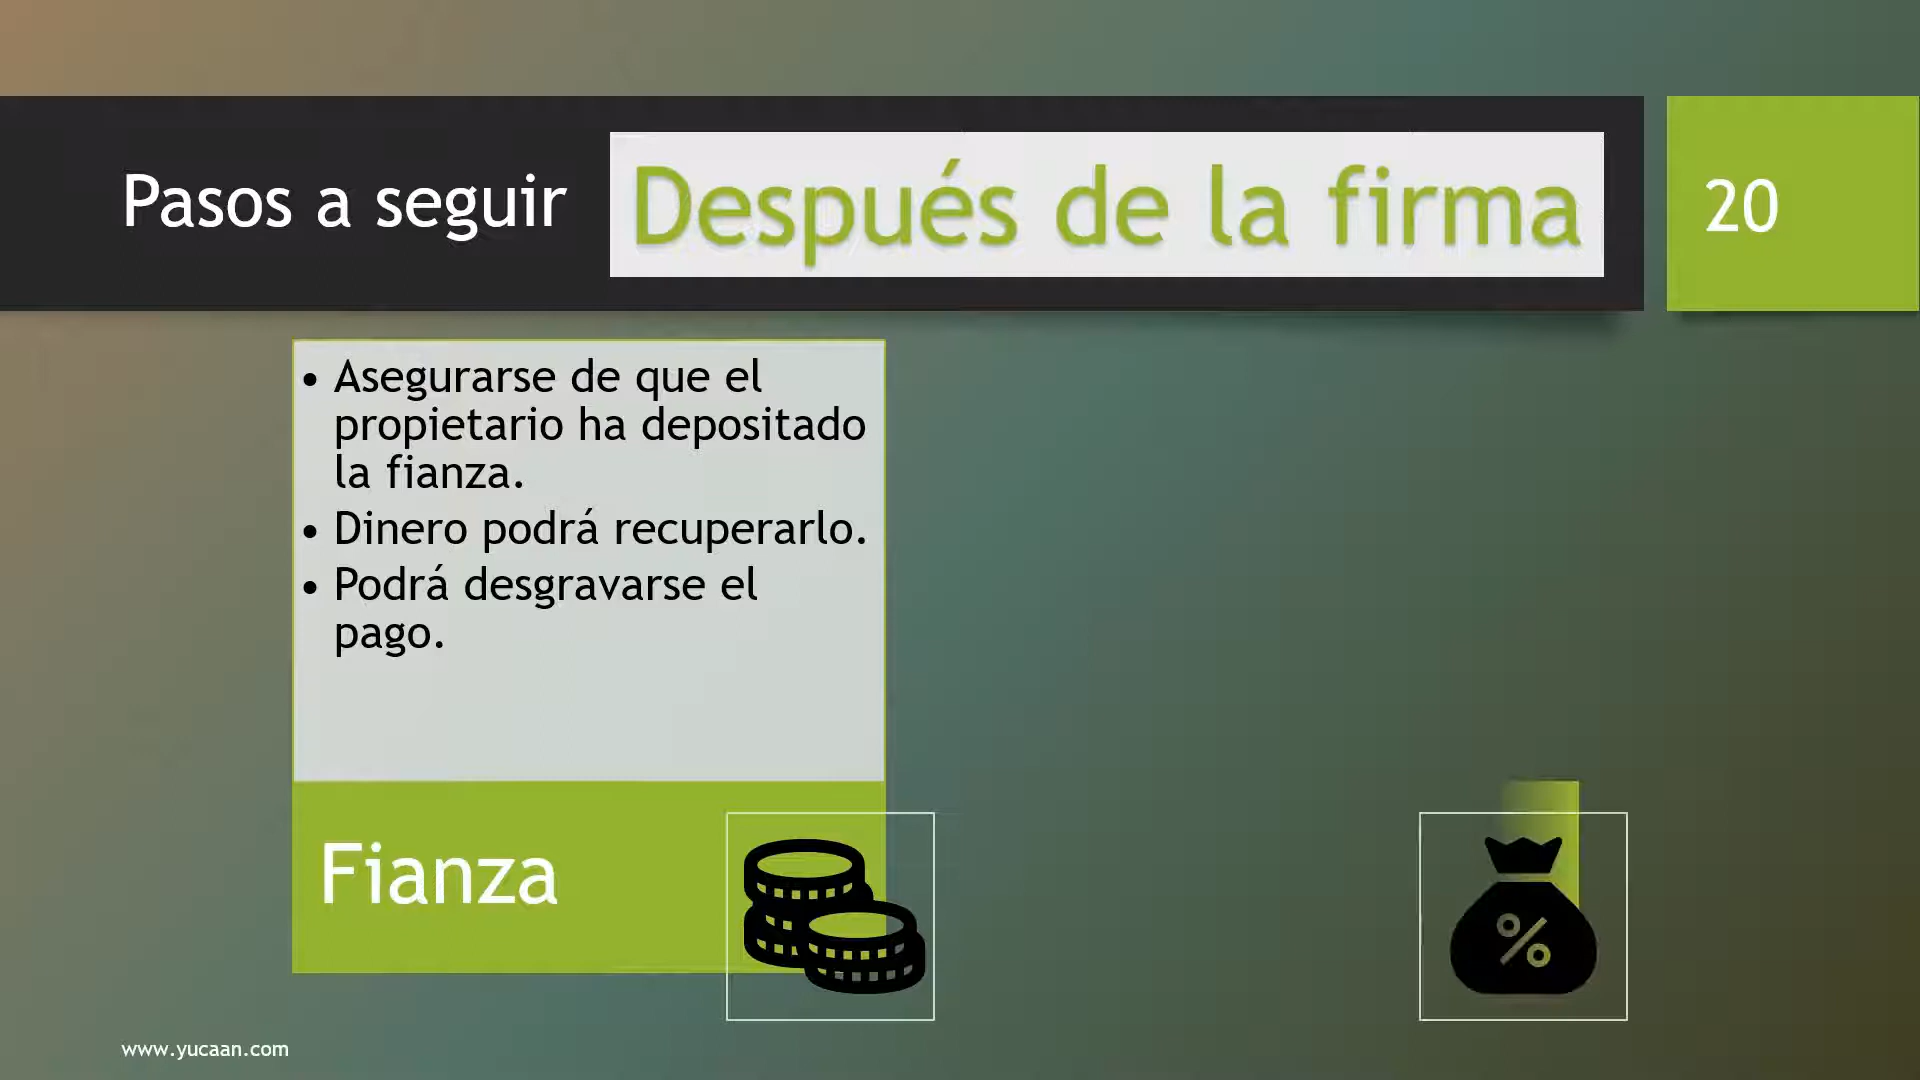 Pasos a seguir
Después de la firma
20
• Asegurarse de que el
propietario ha depositado
la fianza.
• Dinero podrá recuperarlo.
• Podrá desgravarse el
pago.
Fianza
%
www.yucaan.com